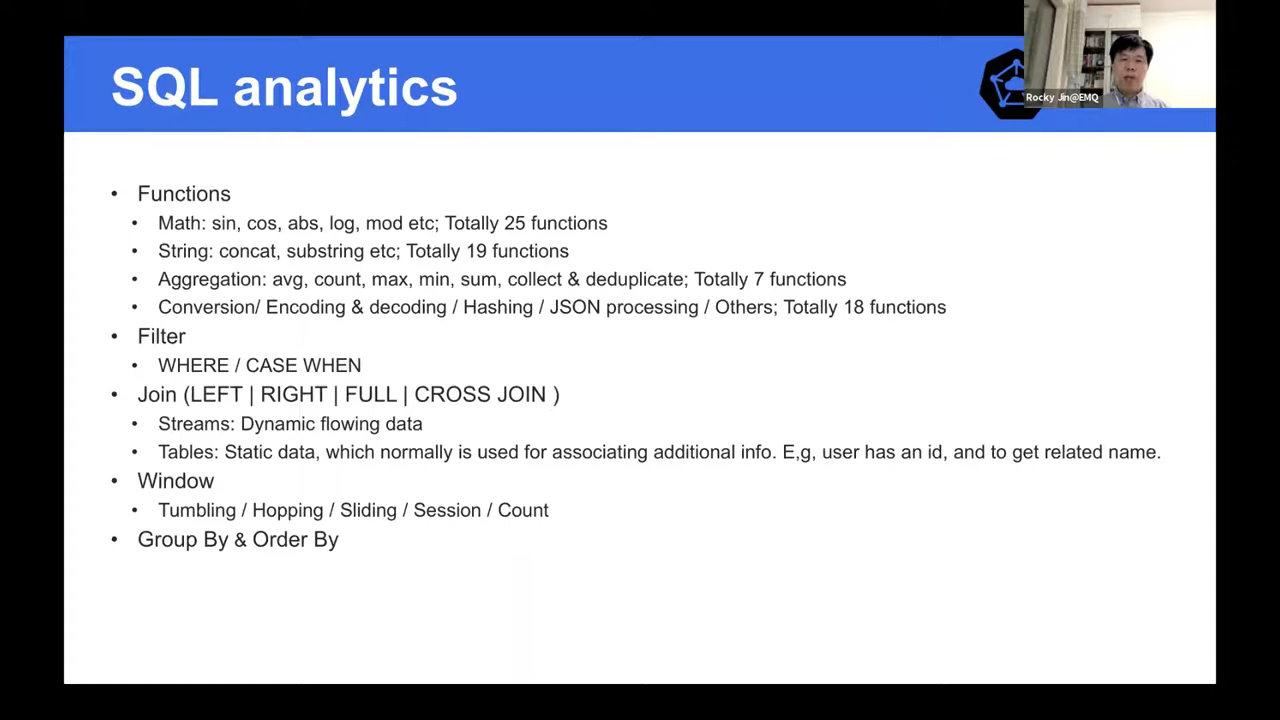 SQL analytics
Rocky Jin@EMQ
• Functions
• Math: sin, cos, abs, log, mod etc; Totally 25 functions
• String: concat, substring etc; Totally 19 functions
• Aggregation: avg, count, max, min, sum, collect & deduplicate; Totally 7 functions
• Conversion/ Encoding & decoding / Hashing / JSON processing / Others; Totally 18 functions
• Filter
• WHERE / CASE WHEN
• Join (LEFT | RIGHT | FULL | CROSS JOIN )
• Streams: Dynamic flowing data
• Tables: Static data, which normally is used for associating additional info. E,g, user has an id, and to get related name.
• Window
• Tumbling / Hopping / Sliding / Session / Count
• Group By & Order By